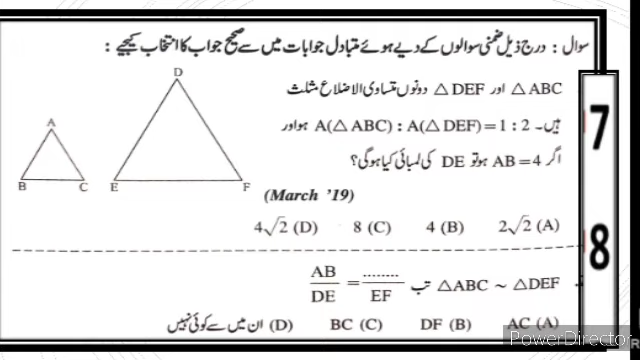 سوال : درج ذیل ضمنی سوالوں کے دیے ہوئے متبادل جوابات میں سے صحیح جواب کا انتخاب کیجیے :
△ABC اور △DEF دونوں متساوی الاضلاع مثلث
ہیں۔ A(△ABC) : A(△DEF) = 1 : 2 ہو اور
اگر AB = 4 ہو تو DE کی لمبائی کیا ہوگی؟
(March '19)
2√2 (A) 4 (B) 8 (C) 4√2 (D)
A
B
C
D
E
F
7
8
△ABC ~ △DEF تب AB/DE = ......../EF
AC (A) DF (B) BC (C) ان میں سے کوئی نہیں (D)
PowerDirector